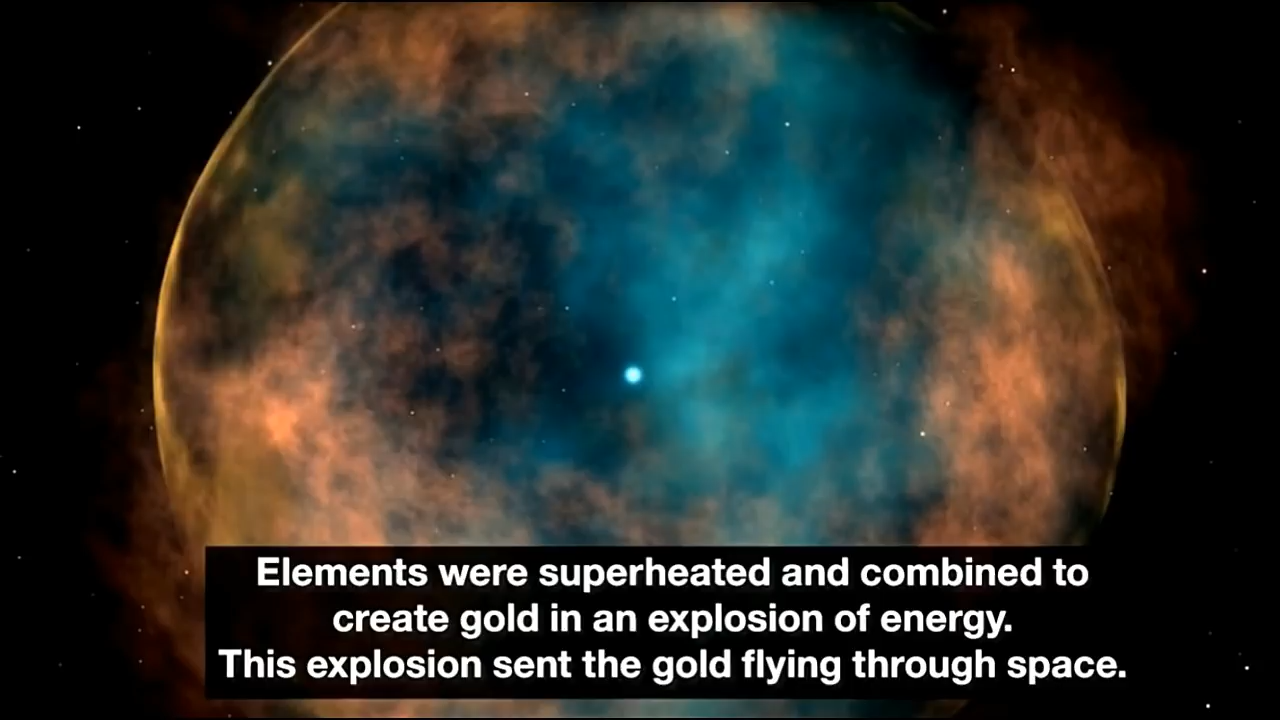 Elements were superheated and combined to
create gold in an explosion of energy.
This explosion sent the gold flying through space.